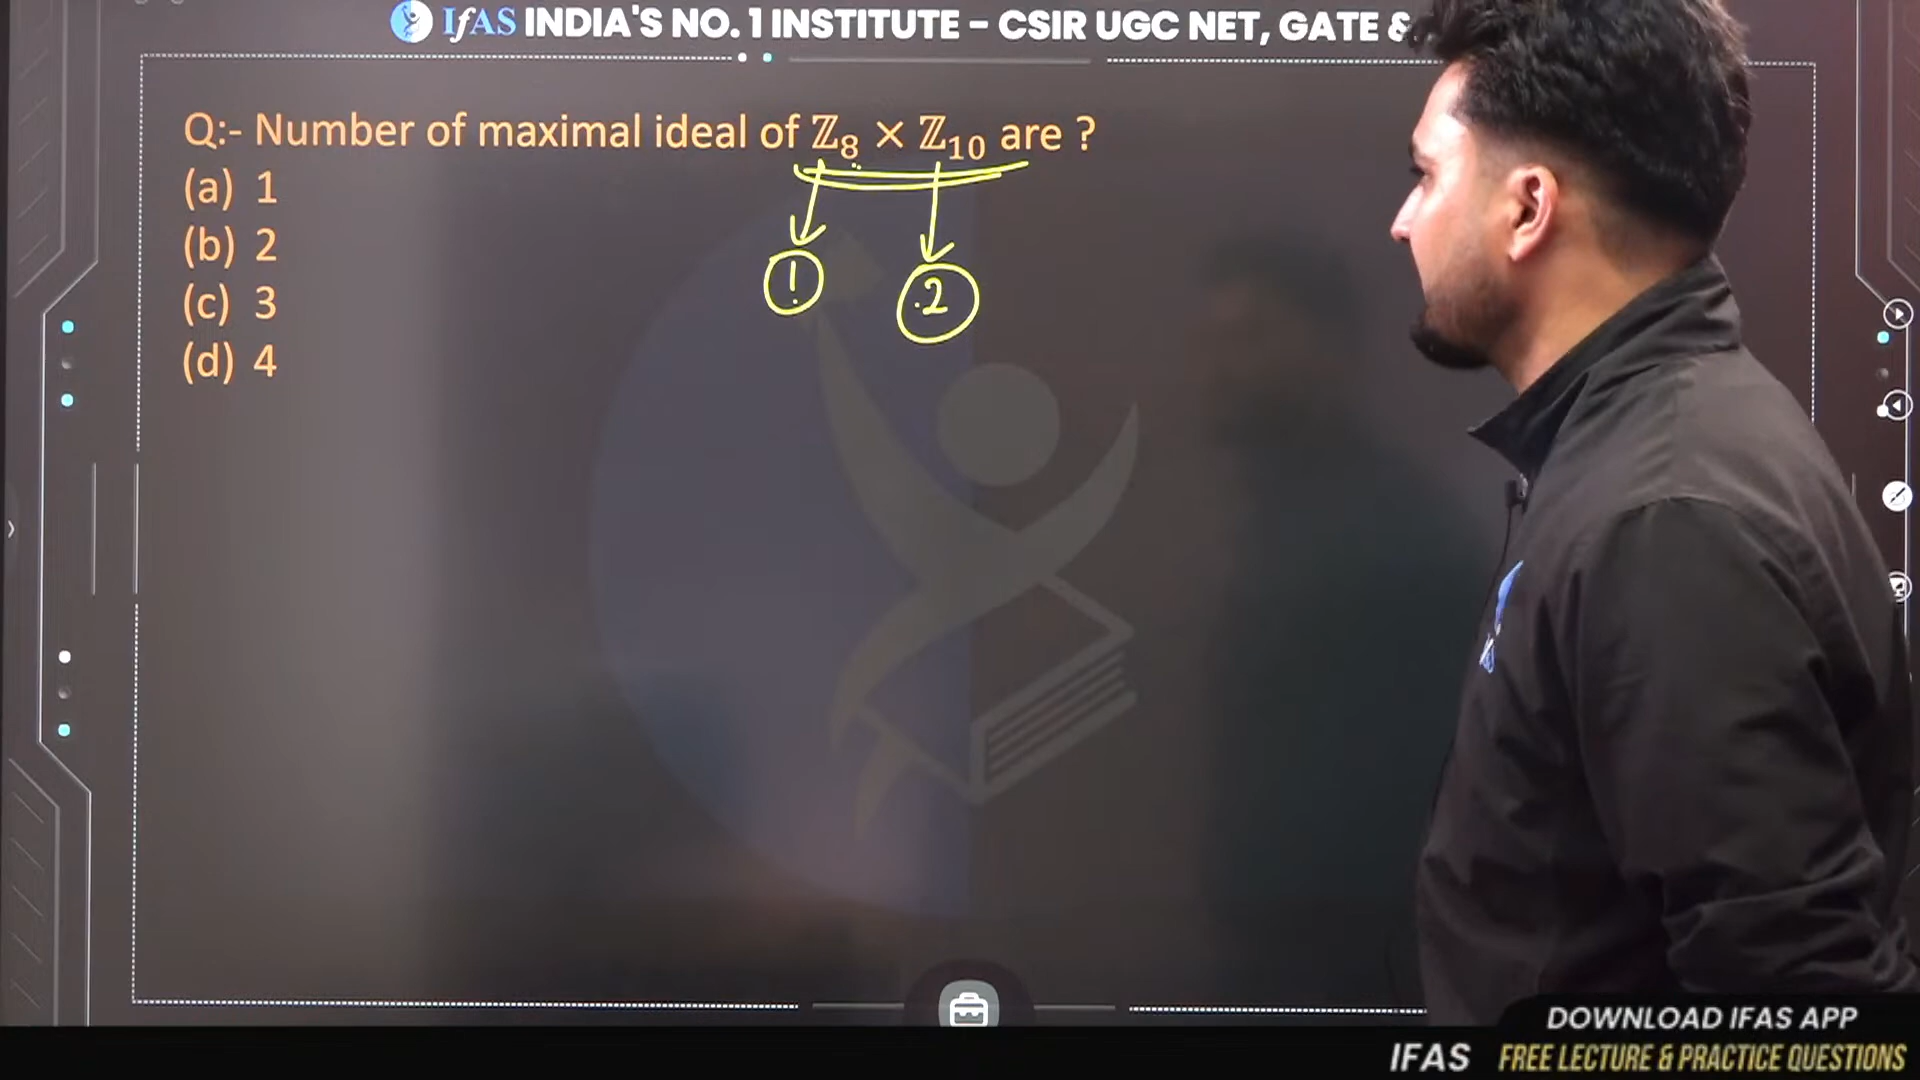 IfAS INDIA'S NO. 1 INSTITUTE – CSIR UGC NET, GATE &
Q:- Number of maximal ideal of ℤ₈ × ℤ₁₀ are ?
(a) 1
(b) 2
(c) 3
(d) 4
1 2
DOWNLOAD IFAS APP
IFAS FREE LECTURE & PRACTICE QUESTIONS